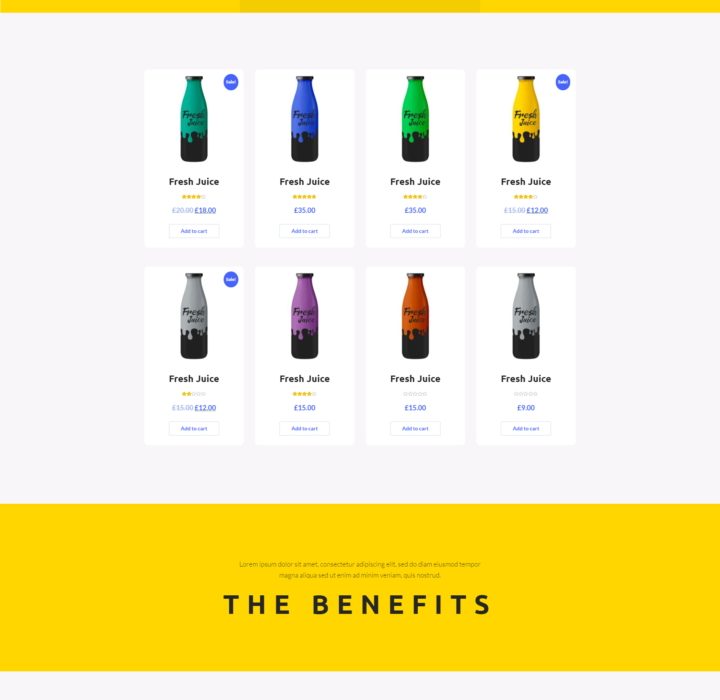 Sale!
Sale!
Fresh Juice
Fresh Juice
Fresh Juice
Fresh Juice
Fresh Juice
Fresh Juice
Fresh Juice
Fresh Juice
£20.00 £18.00
£35.00
£35.00
£15.00 £12.00
Add to cart
Add to cart
Add to cart
Add to cart
Sale!
Fresh Juice
Fresh Juice
Fresh Juice
Fresh Juice
Fresh Juice
Fresh Juice
Fresh Juice
Fresh Juice
£15.00 £12.00
£15.00
£15.00
£9.00
Add to cart
Add to cart
Add to cart
Add to cart
Lorem ipsum dolor sit amet, consectetur adipiscing elit, sed do diam eiusmod tempor
magna aliqua sed ut enim ad minim veniam, quis nostrud.
THE BENEFITS